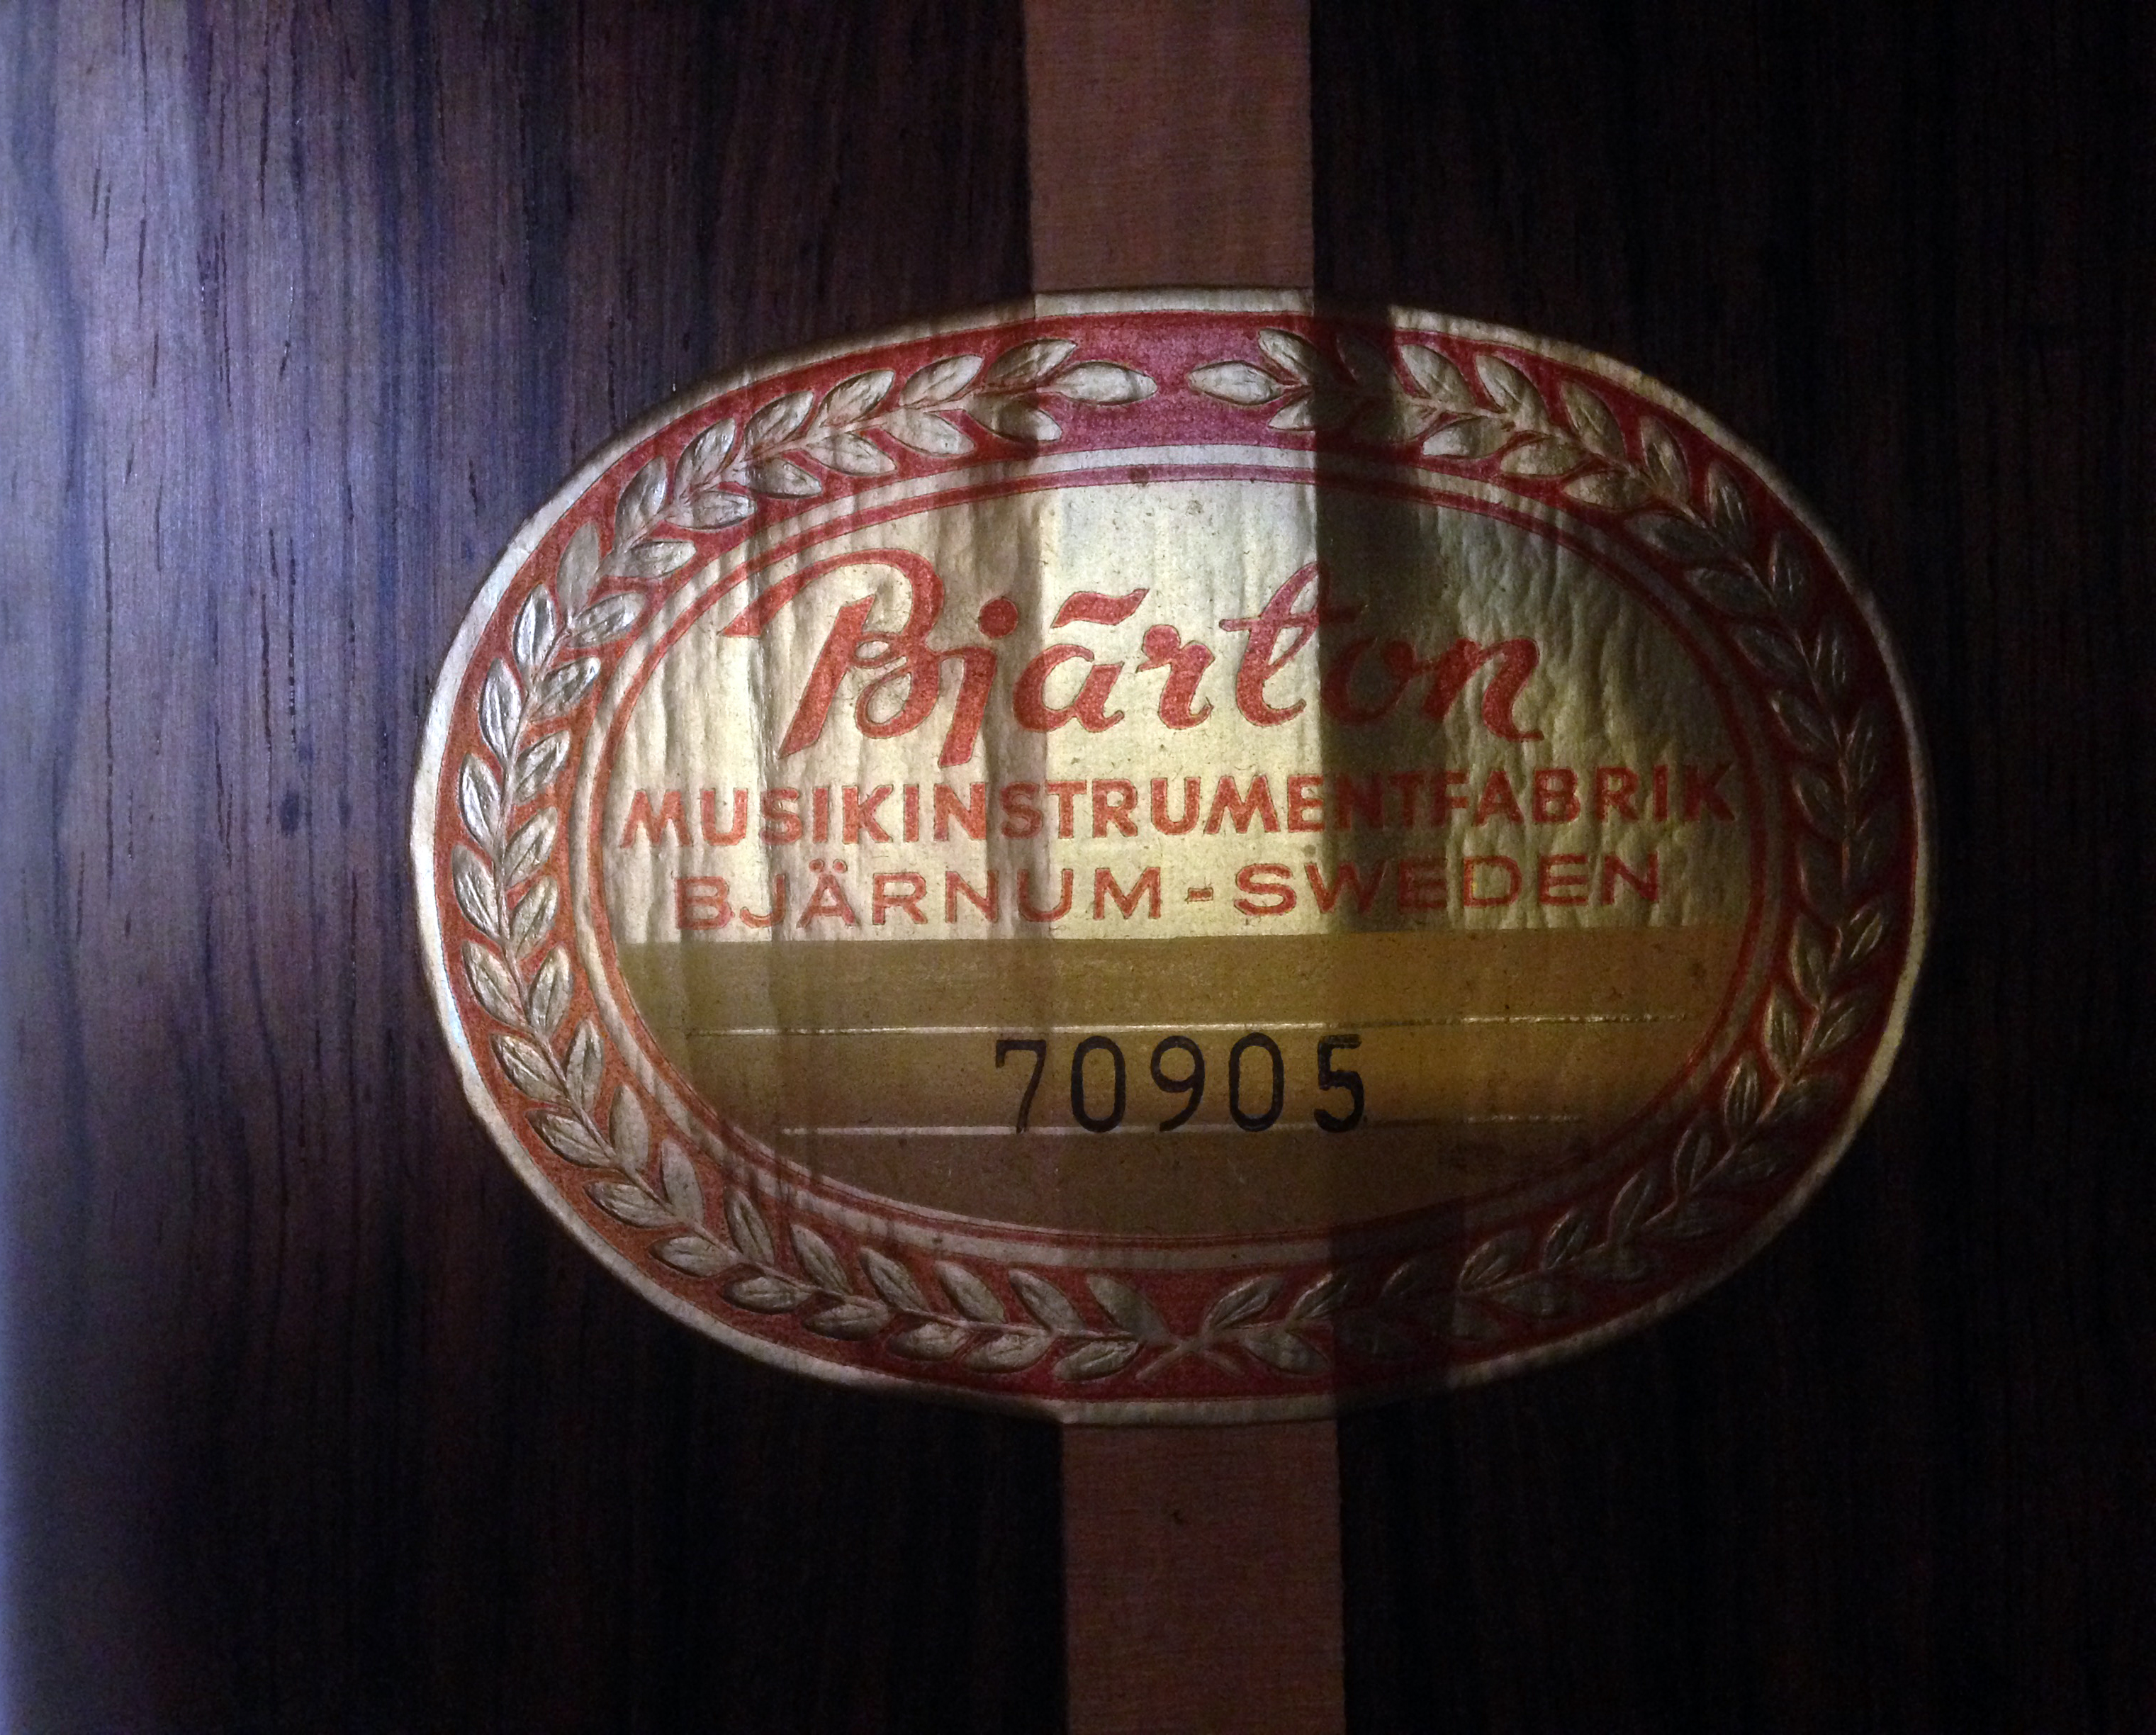 Bjärton
MUSIKINSTRUMENTFABRIK
BJÄRNUM-SWEDEN
70905